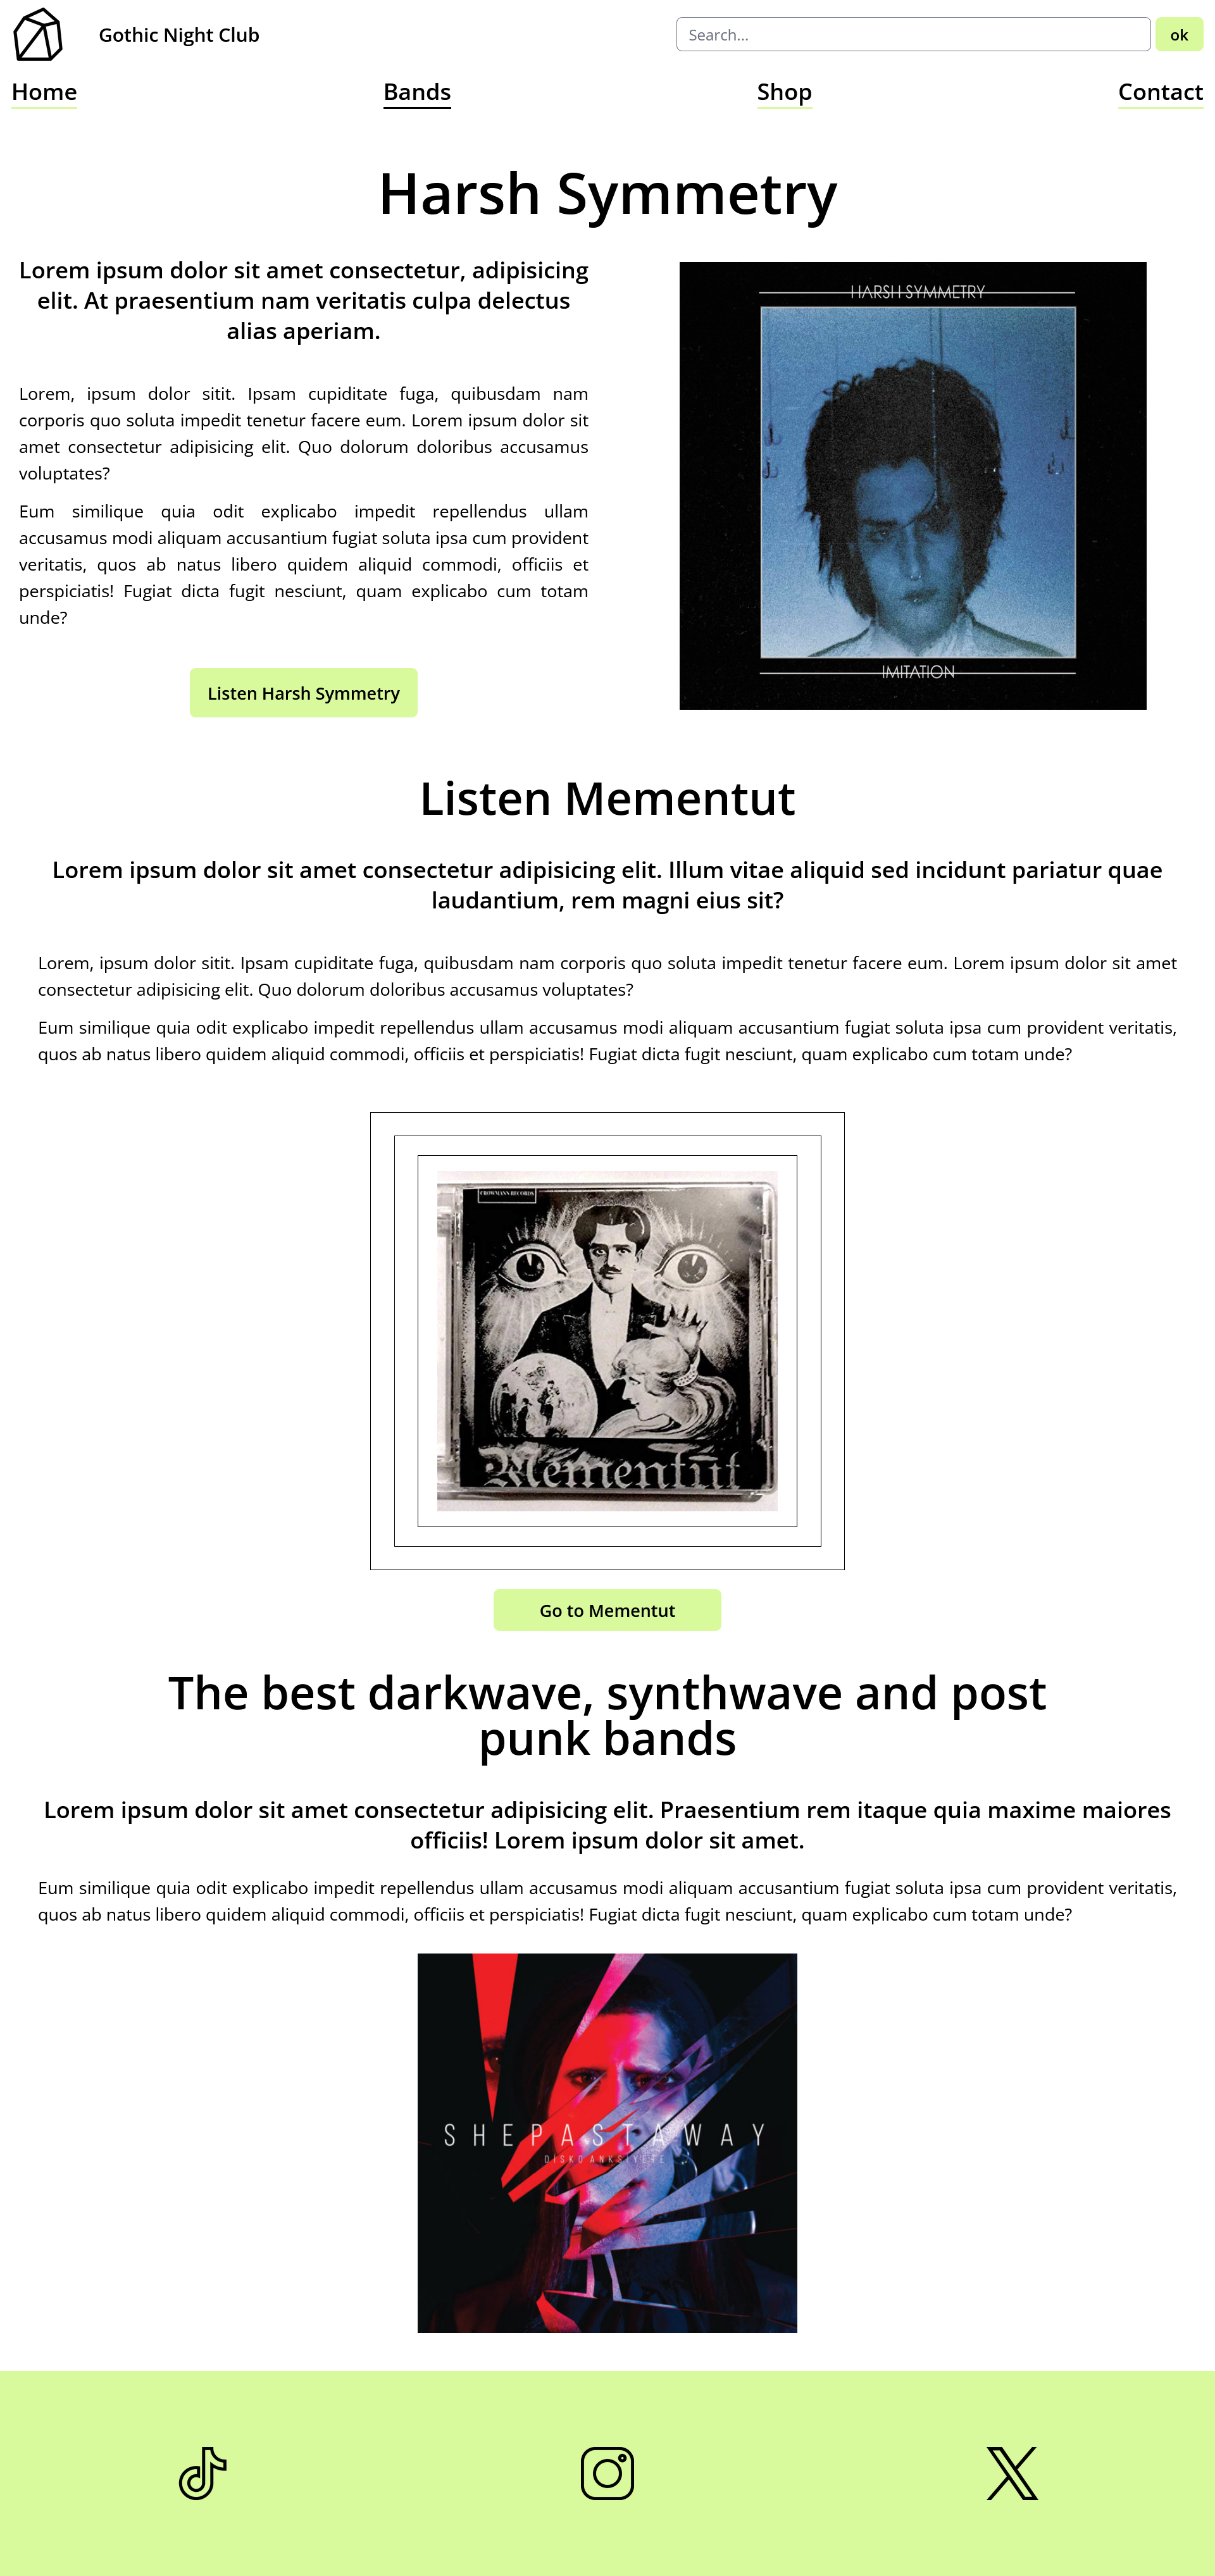 Gothic Night Club
Search...
ok
Home
Bands
Shop
Contact
Harsh Symmetry
Lorem ipsum dolor sit amet consectetur, adipisicing
elit. At praesentium nam veritatis culpa delectus
alias aperiam.
Lorem, ipsum dolor sitit. Ipsam cupiditate fuga, quibusdam nam
corporis quo soluta impedit tenetur facere eum. Lorem ipsum dolor sit
amet consectetur adipisicing elit. Quo dolorum doloribus accusamus
voluptates?
Eum similique quia odit explicabo impedit repellendus ullam
accusamus modi aliquam accusantium fugiat soluta ipsa cum provident
veritatis, quos ab natus libero quidem aliquid commodi, officiis et
perspiciatis! Fugiat dicta fugit nesciunt, quam explicabo cum totam
unde?
Listen Harsh Symmetry
HARSH SYMMETRY
IMITATION
Listen Mementut
Lorem ipsum dolor sit amet consectetur adipisicing elit. Illum vitae aliquid sed incidunt pariatur quae
laudantium, rem magni eius sit?
Lorem, ipsum dolor sitit. Ipsam cupiditate fuga, quibusdam nam corporis quo soluta impedit tenetur facere eum. Lorem ipsum dolor sit amet
consectetur adipisicing elit. Quo dolorum doloribus accusamus voluptates?
Eum similique quia odit explicabo impedit repellendus ullam accusamus modi aliquam accusantium fugiat soluta ipsa cum provident veritatis,
quos ab natus libero quidem aliquid commodi, officiis et perspiciatis! Fugiat dicta fugit nesciunt, quam explicabo cum totam unde?
CROWMANN RECORDS
Mementūt
Go to Mementut
The best darkwave, synthwave and post
punk bands
Lorem ipsum dolor sit amet consectetur adipisicing elit. Praesentium rem itaque quia maxime maiores
officiis! Lorem ipsum dolor sit amet.
Eum similique quia odit explicabo impedit repellendus ullam accusamus modi aliquam accusantium fugiat soluta ipsa cum provident veritatis,
quos ab natus libero quidem aliquid commodi, officiis et perspiciatis! Fugiat dicta fugit nesciunt, quam explicabo cum totam unde?
SHE PAST AWAY
DİSKO ANKSİYETE